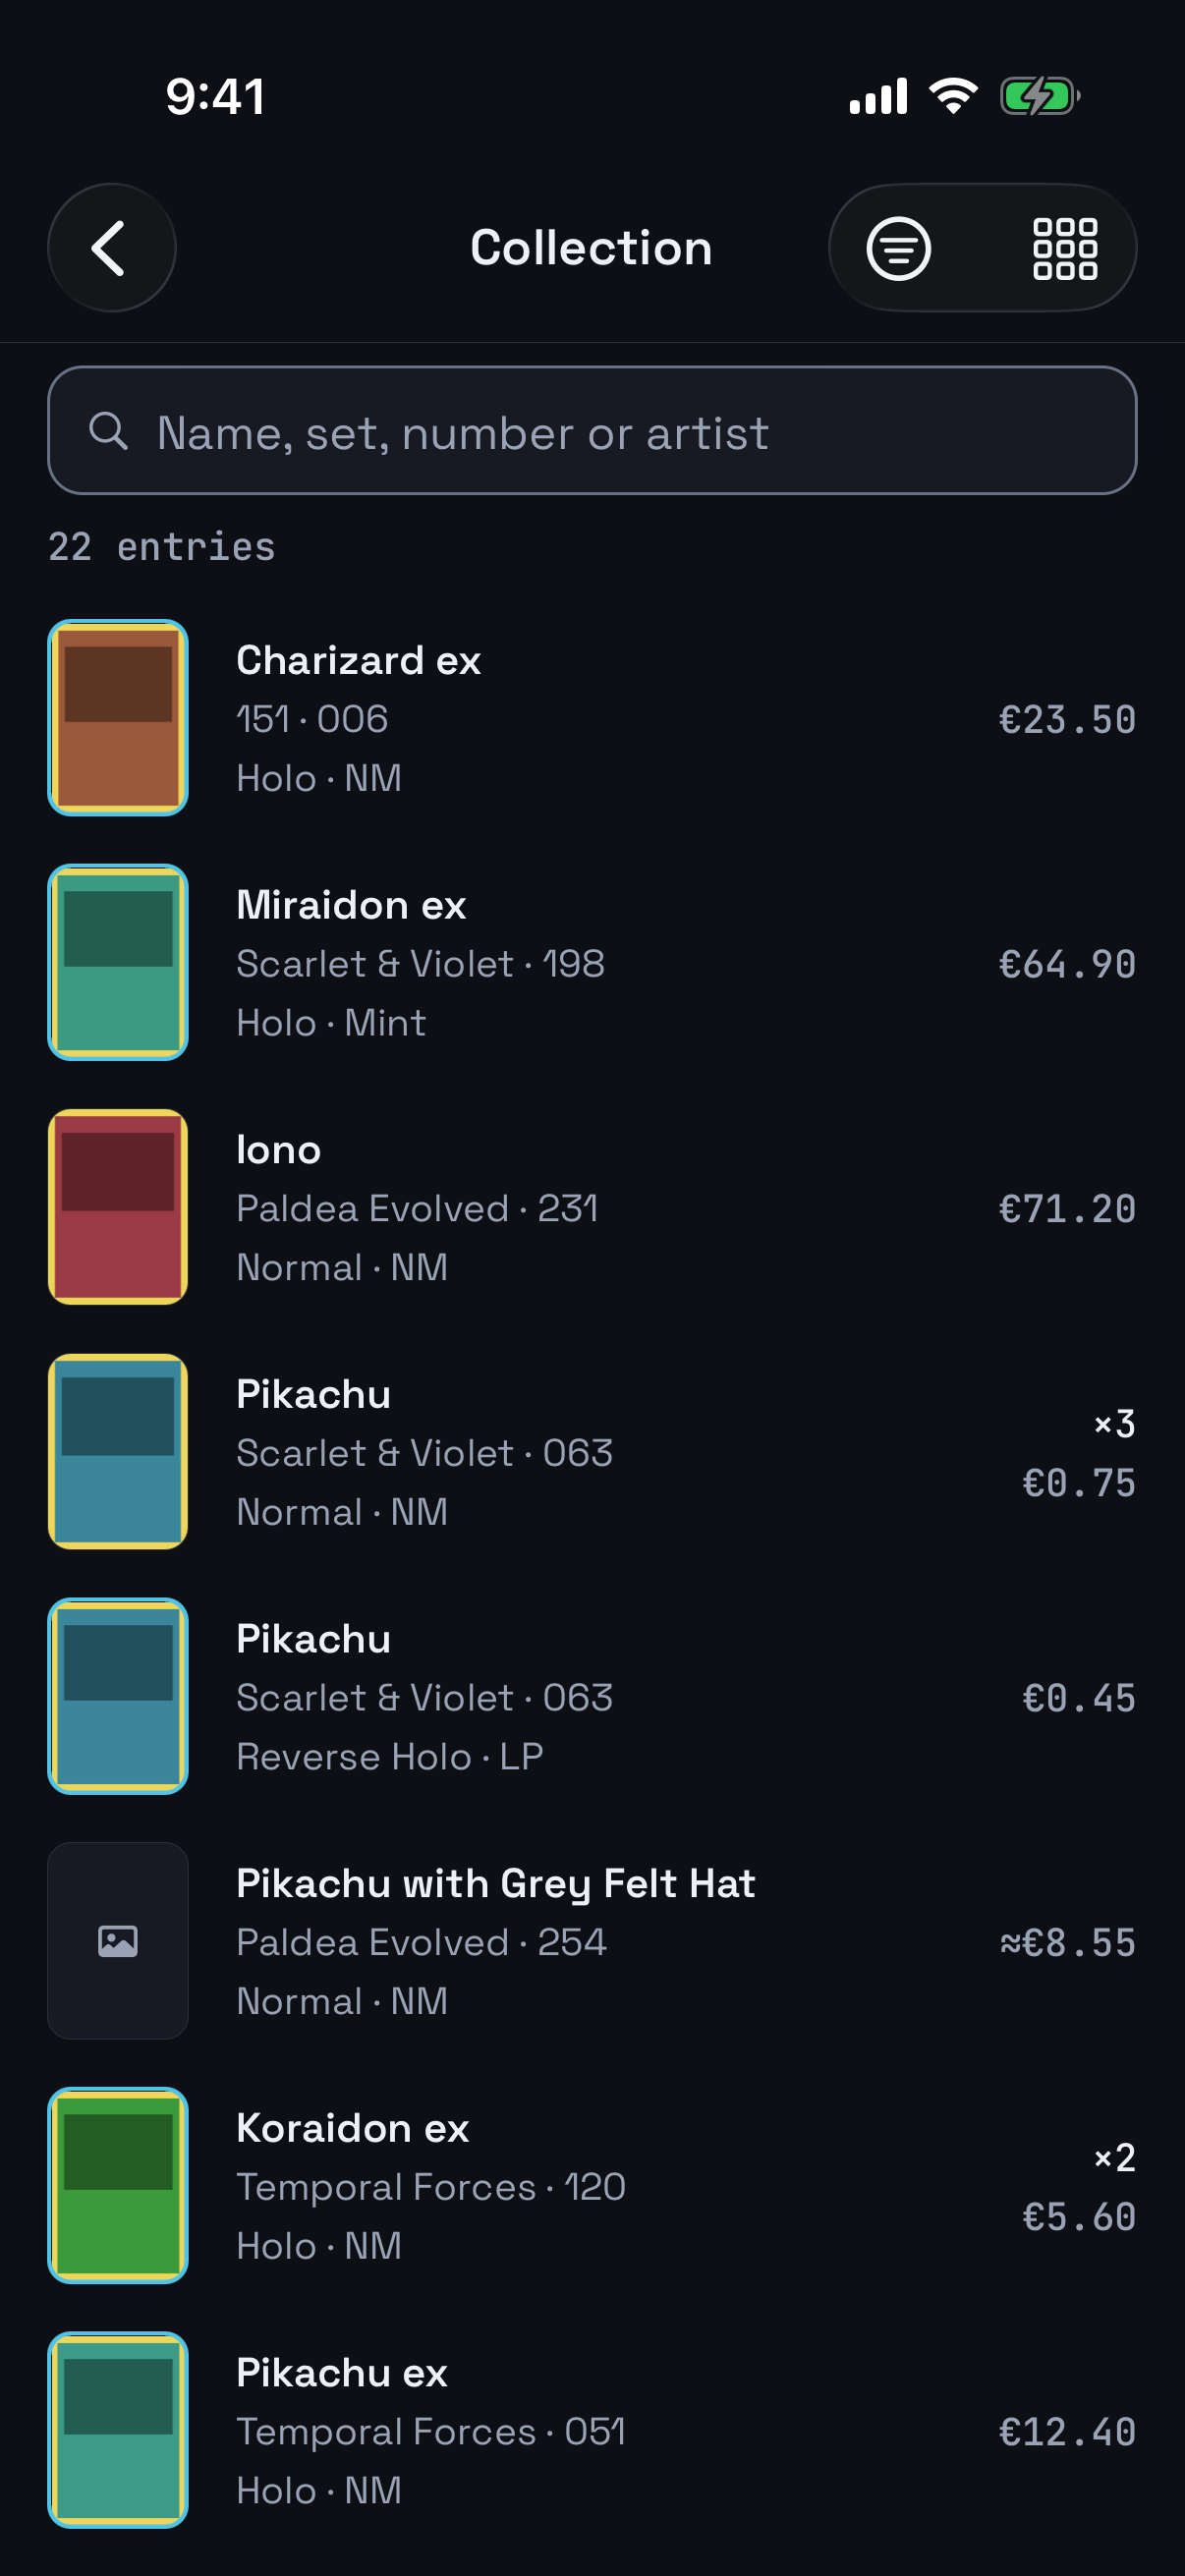 9:41
Collection
Name, set, number or artist
22 entries
Charizard ex
151 · 006
€23.50
Holo · NM
Miraidon ex
Scarlet & Violet · 198
€64.90
Holo · Mint
Iono
Paldea Evolved · 231
€71.20
Normal · NM
Pikachu
×3
Scarlet & Violet · 063
€0.75
Normal · NM
Pikachu
Scarlet & Violet · 063
€0.45
Reverse Holo · LP
Pikachu with Grey Felt Hat
Paldea Evolved · 254
≈€8.55
Normal · NM
Koraidon ex
×2
Temporal Forces · 120
€5.60
Holo · NM
Pikachu ex
Temporal Forces · 051
€12.40
Holo · NM